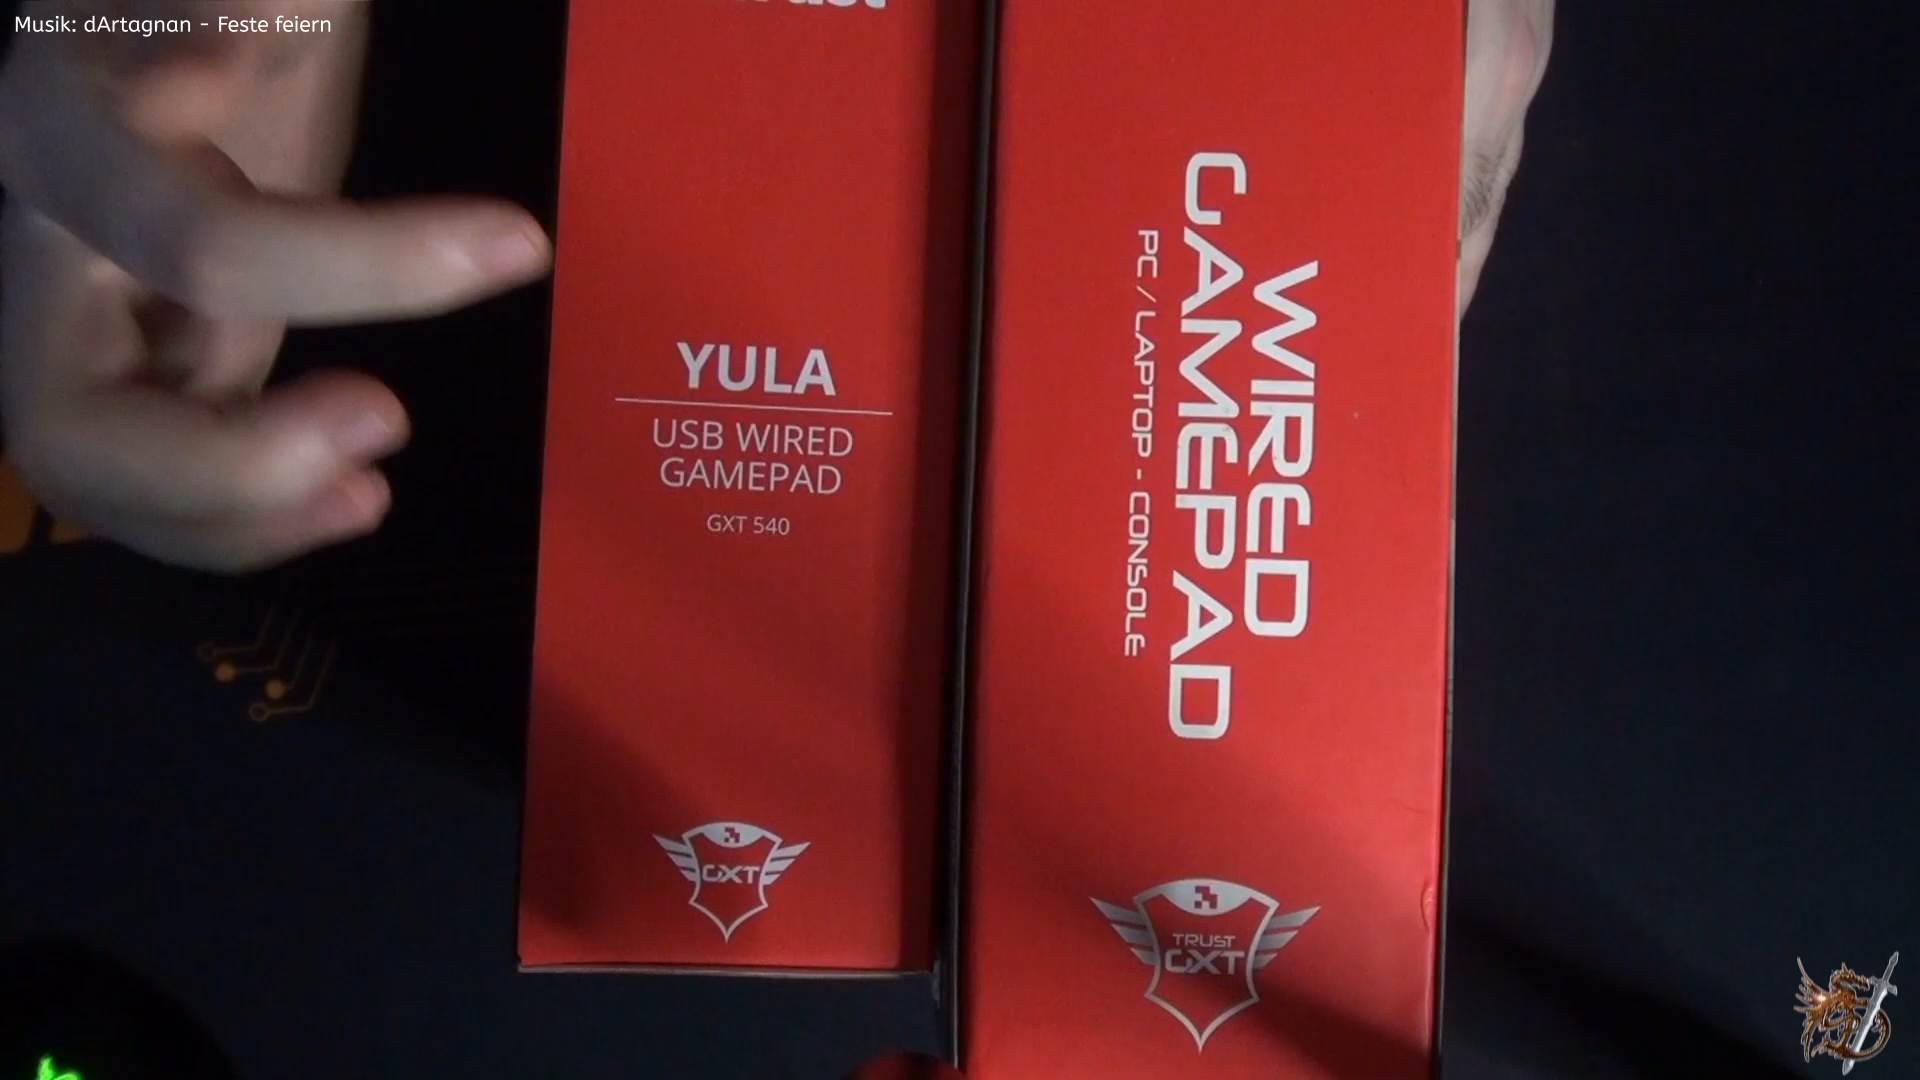 Musik: dArtagnan - Feste feiern
YULA
USB WIRED
GAMEPAD
GXT 540
GXT
WIRED
GAMEPAD
PC / LAPTOP - CONSOLE
TRUST
GXT